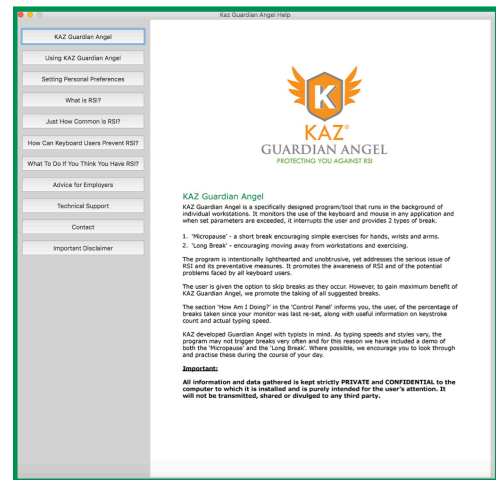 Kaz Guardian Angel Help
KAZ Guardian Angel
Using KAZ Guardian Angel
Setting Personal Preferences
What is RSI?
Just How Common is RSI?
How Can Keyboard Users Prevent RSI?
What To Do If You Think You Have RSI?
Advice for Employers
Technical Support
Contact
Important Disclaimer
K
KAZ®
GUARDIAN ANGEL
PROTECTING YOU AGAINST RSI
KAZ Guardian Angel
KAZ Guardian Angel is a specifically designed program/tool that runs in the background of
individual workstations. It monitors the use of the keyboard and mouse in any application and
when set parameters are exceeded, it interrupts the user and provides 2 types of break.
1. 'Micropause' - a short break encouraging simple exercises for hands, wrists and arms.
2. 'Long Break' - encouraging moving away from workstations and exercising.
The program is intentionally lighthearted and unobtrusive, yet addresses the serious issue of
RSI and its preventative measures. It promotes the awareness of RSI and of the potential
problems faced by all keyboard users.
The user is given the option to skip breaks as they occur. However, to gain maximum benefit of
KAZ Guardian Angel, we promote the taking of all suggested breaks.
The section 'How Am I Doing?' in the 'Control Panel' informs you, the user, of the percentage of
breaks taken since your monitor was last re-set, along with useful information on keystroke
count and actual typing speed.
KAZ developed Guardian Angel with typists in mind. As typing speeds and styles vary, the
program may not trigger breaks very often and for this reason we have included a demo of
both the 'Micropause' and the 'Long Break'. Where possible, we encourage you to look through
and practise these during the course of your day.
Important:
All information and data gathered is kept strictly PRIVATE and CONFIDENTIAL to the
computer to which it is installed and is purely intended for the user's attention. It
will not be transmitted, shared or divulged to any third party.